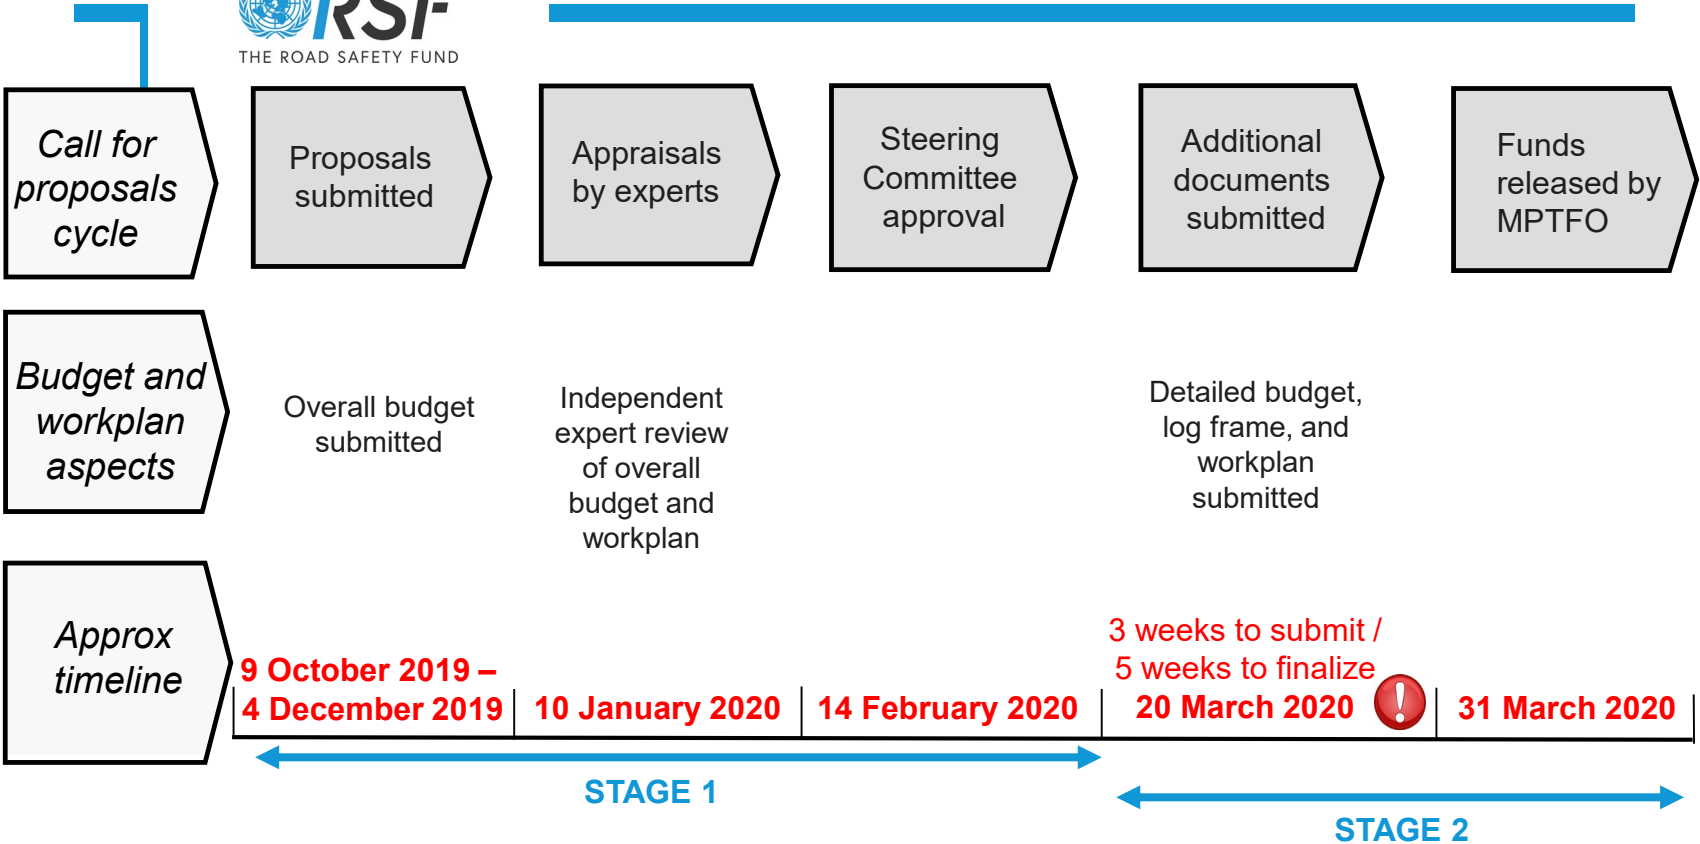 RSF
THE ROAD SAFETY FUND
Call for
proposals
cycle
Proposals
submitted
Appraisals
by experts
Steering
Committee
approval
Additional
documents
submitted
Funds
released by
MPTFO
Budget and
workplan
aspects
Overall budget
submitted
Independent
expert review
of overall
budget and
workplan
Detailed budget,
log frame, and
workplan
submitted
Approx
timeline
9 October 2019 –
4 December 2019
10 January 2020
14 February 2020
3 weeks to submit /
5 weeks to finalize
20 March 2020
31 March 2020
STAGE 1
STAGE 2